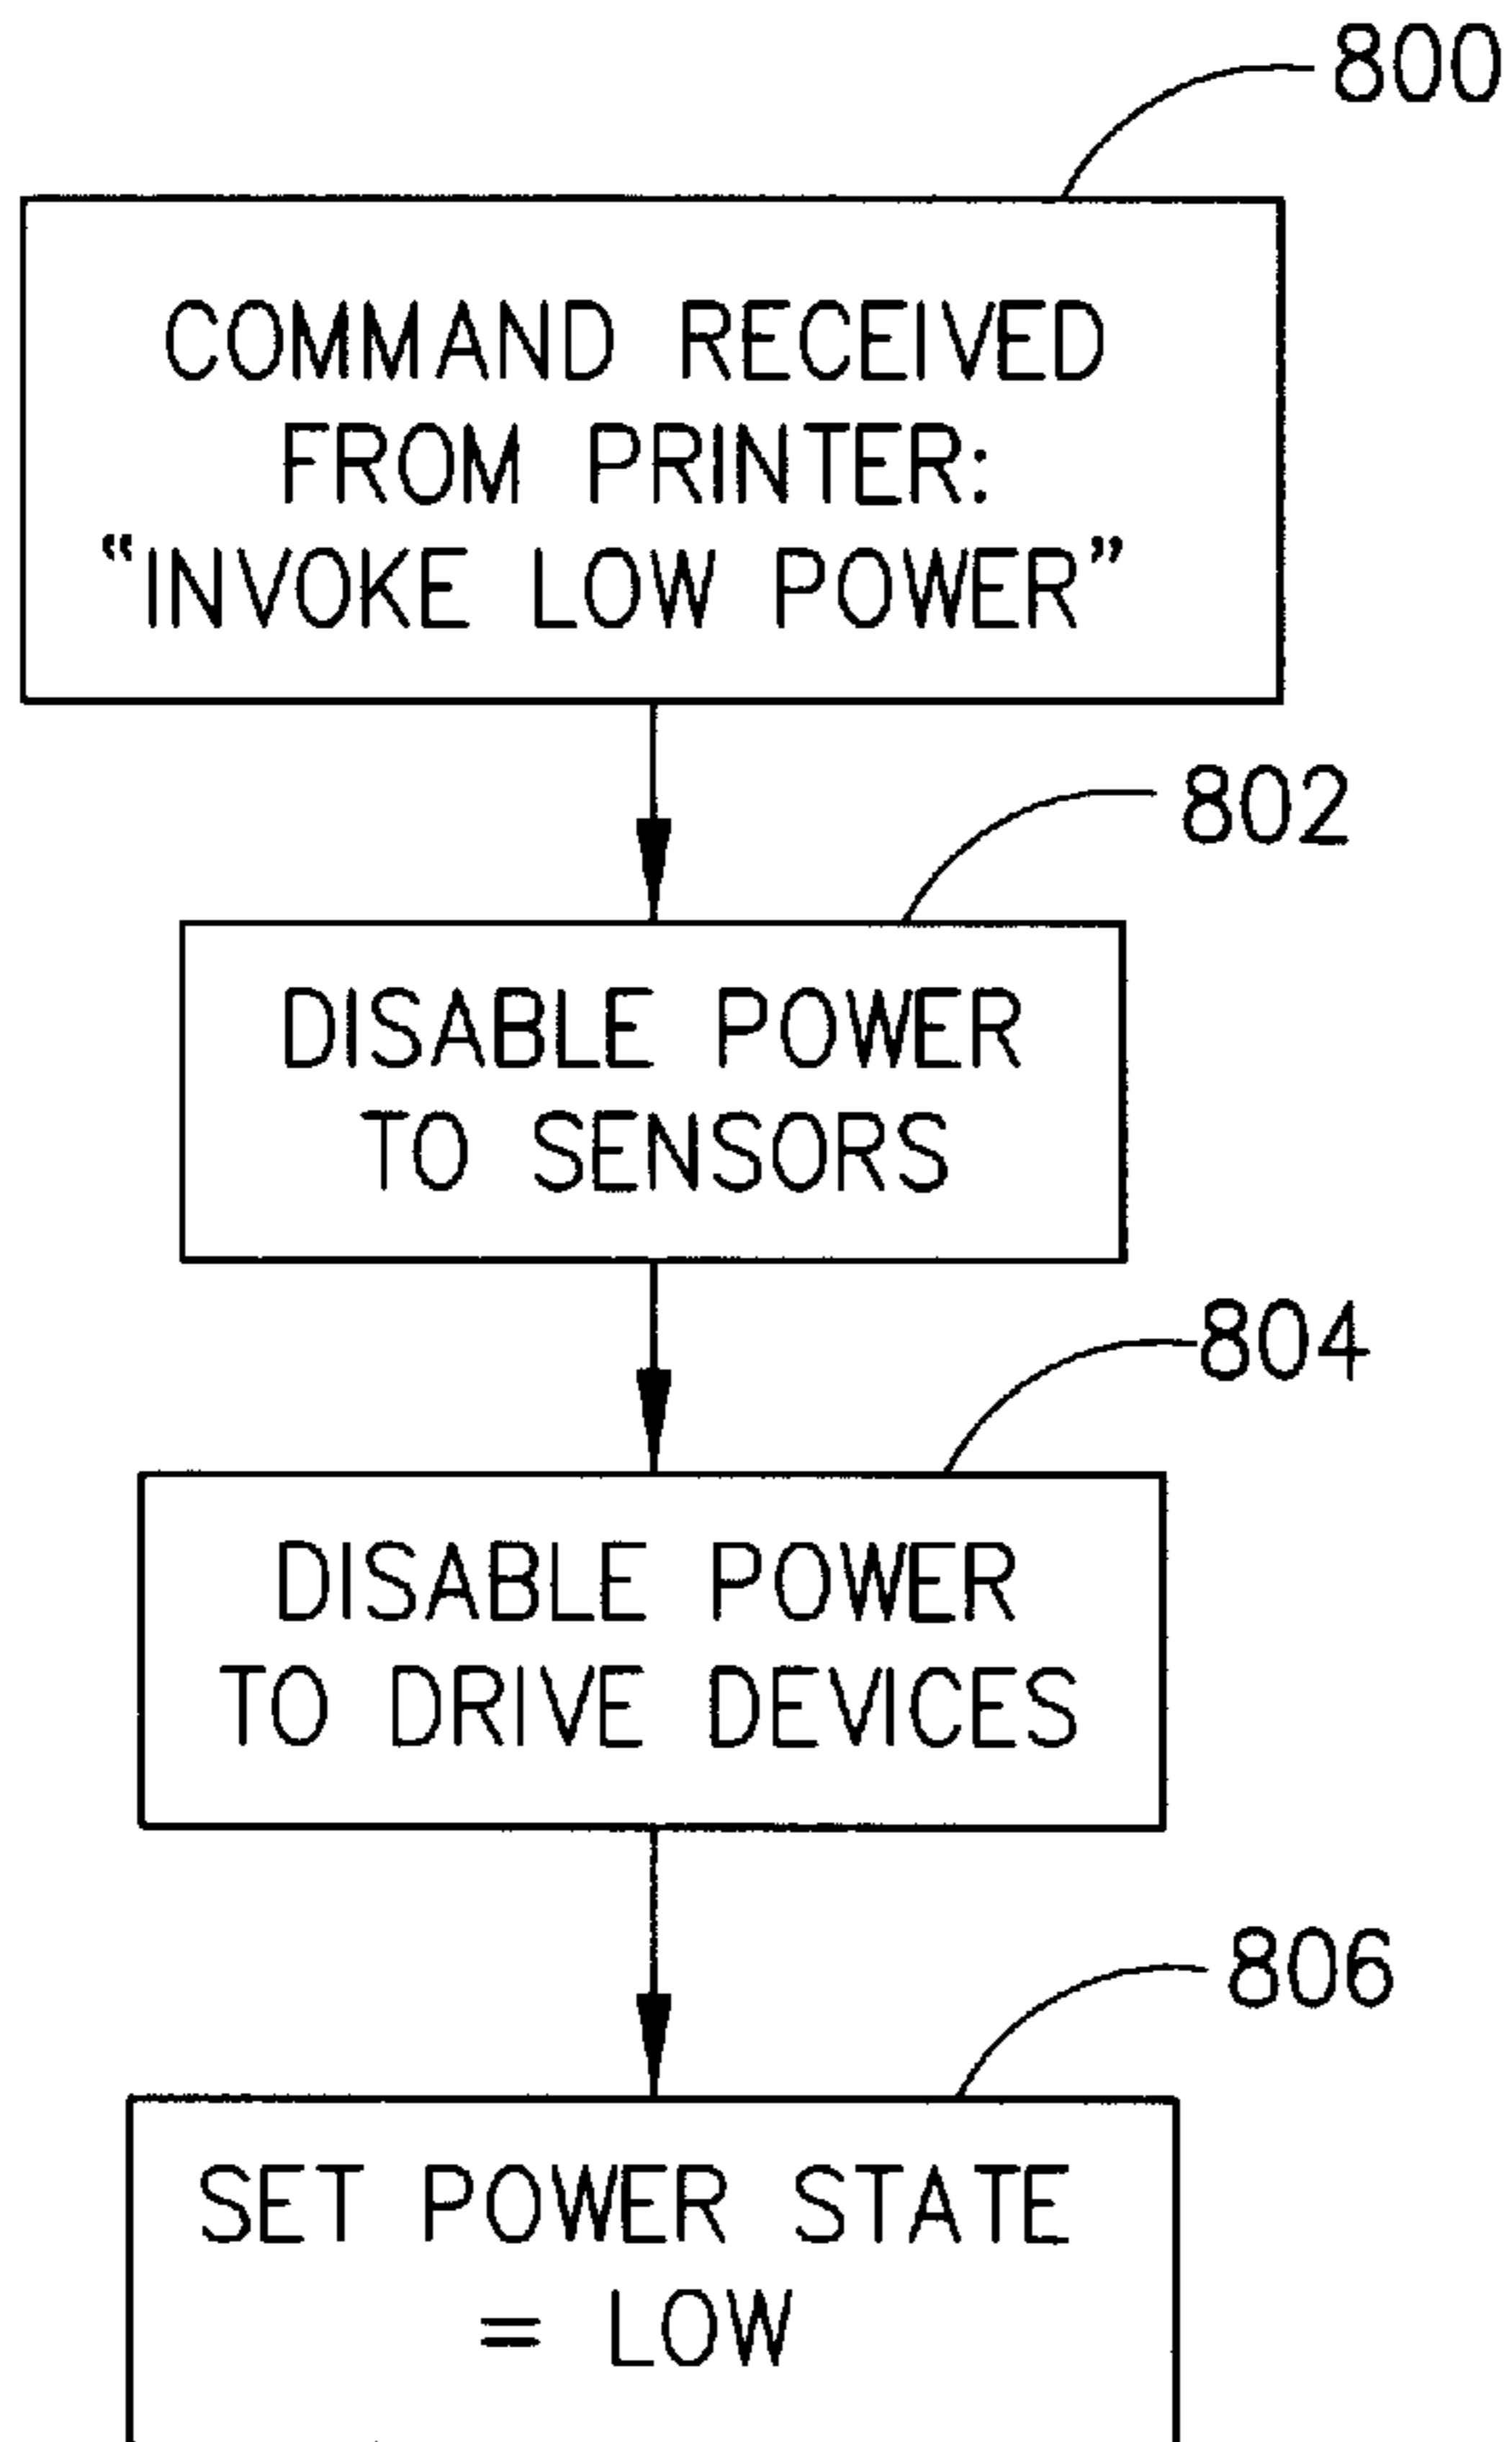 800
COMMAND RECEIVED
FROM PRINTER:
“INVOKE LOW POWER”
802
DISABLE POWER
TO SENSORS
804
DISABLE POWER
TO DRIVE DEVICES
806
SET POWER STATE
= LOW